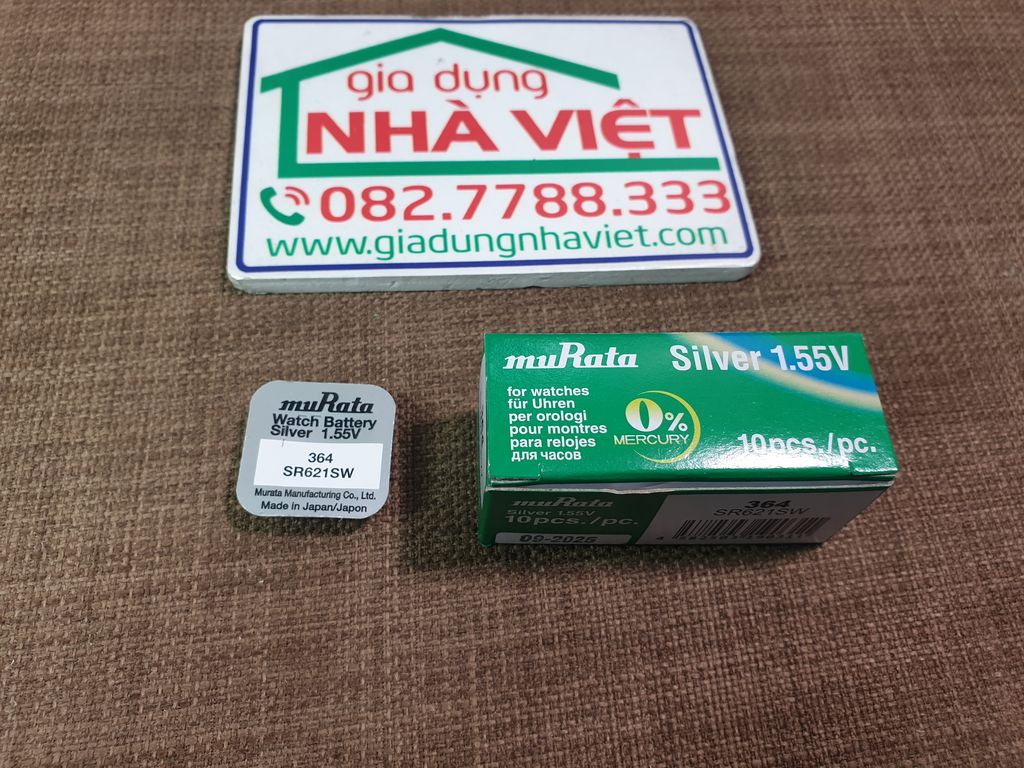 gia dụng
NHÀ VIỆT
082.7788.333
www.giadungnhaviet.com
muRata
Watch Battery
Silver 1.55V
364
SR621SW
Murata Manufacturing Co., Ltd.
Made in Japan/Japon
muRata Silver 1.55V
for watches
für Uhren
per orologi
pour montres
para relojes
для часов
0%
MERCURY
10pcs./pc.
muRata
Silver 1.55V
10pcs./pc.
09-2025
364
SR621SW